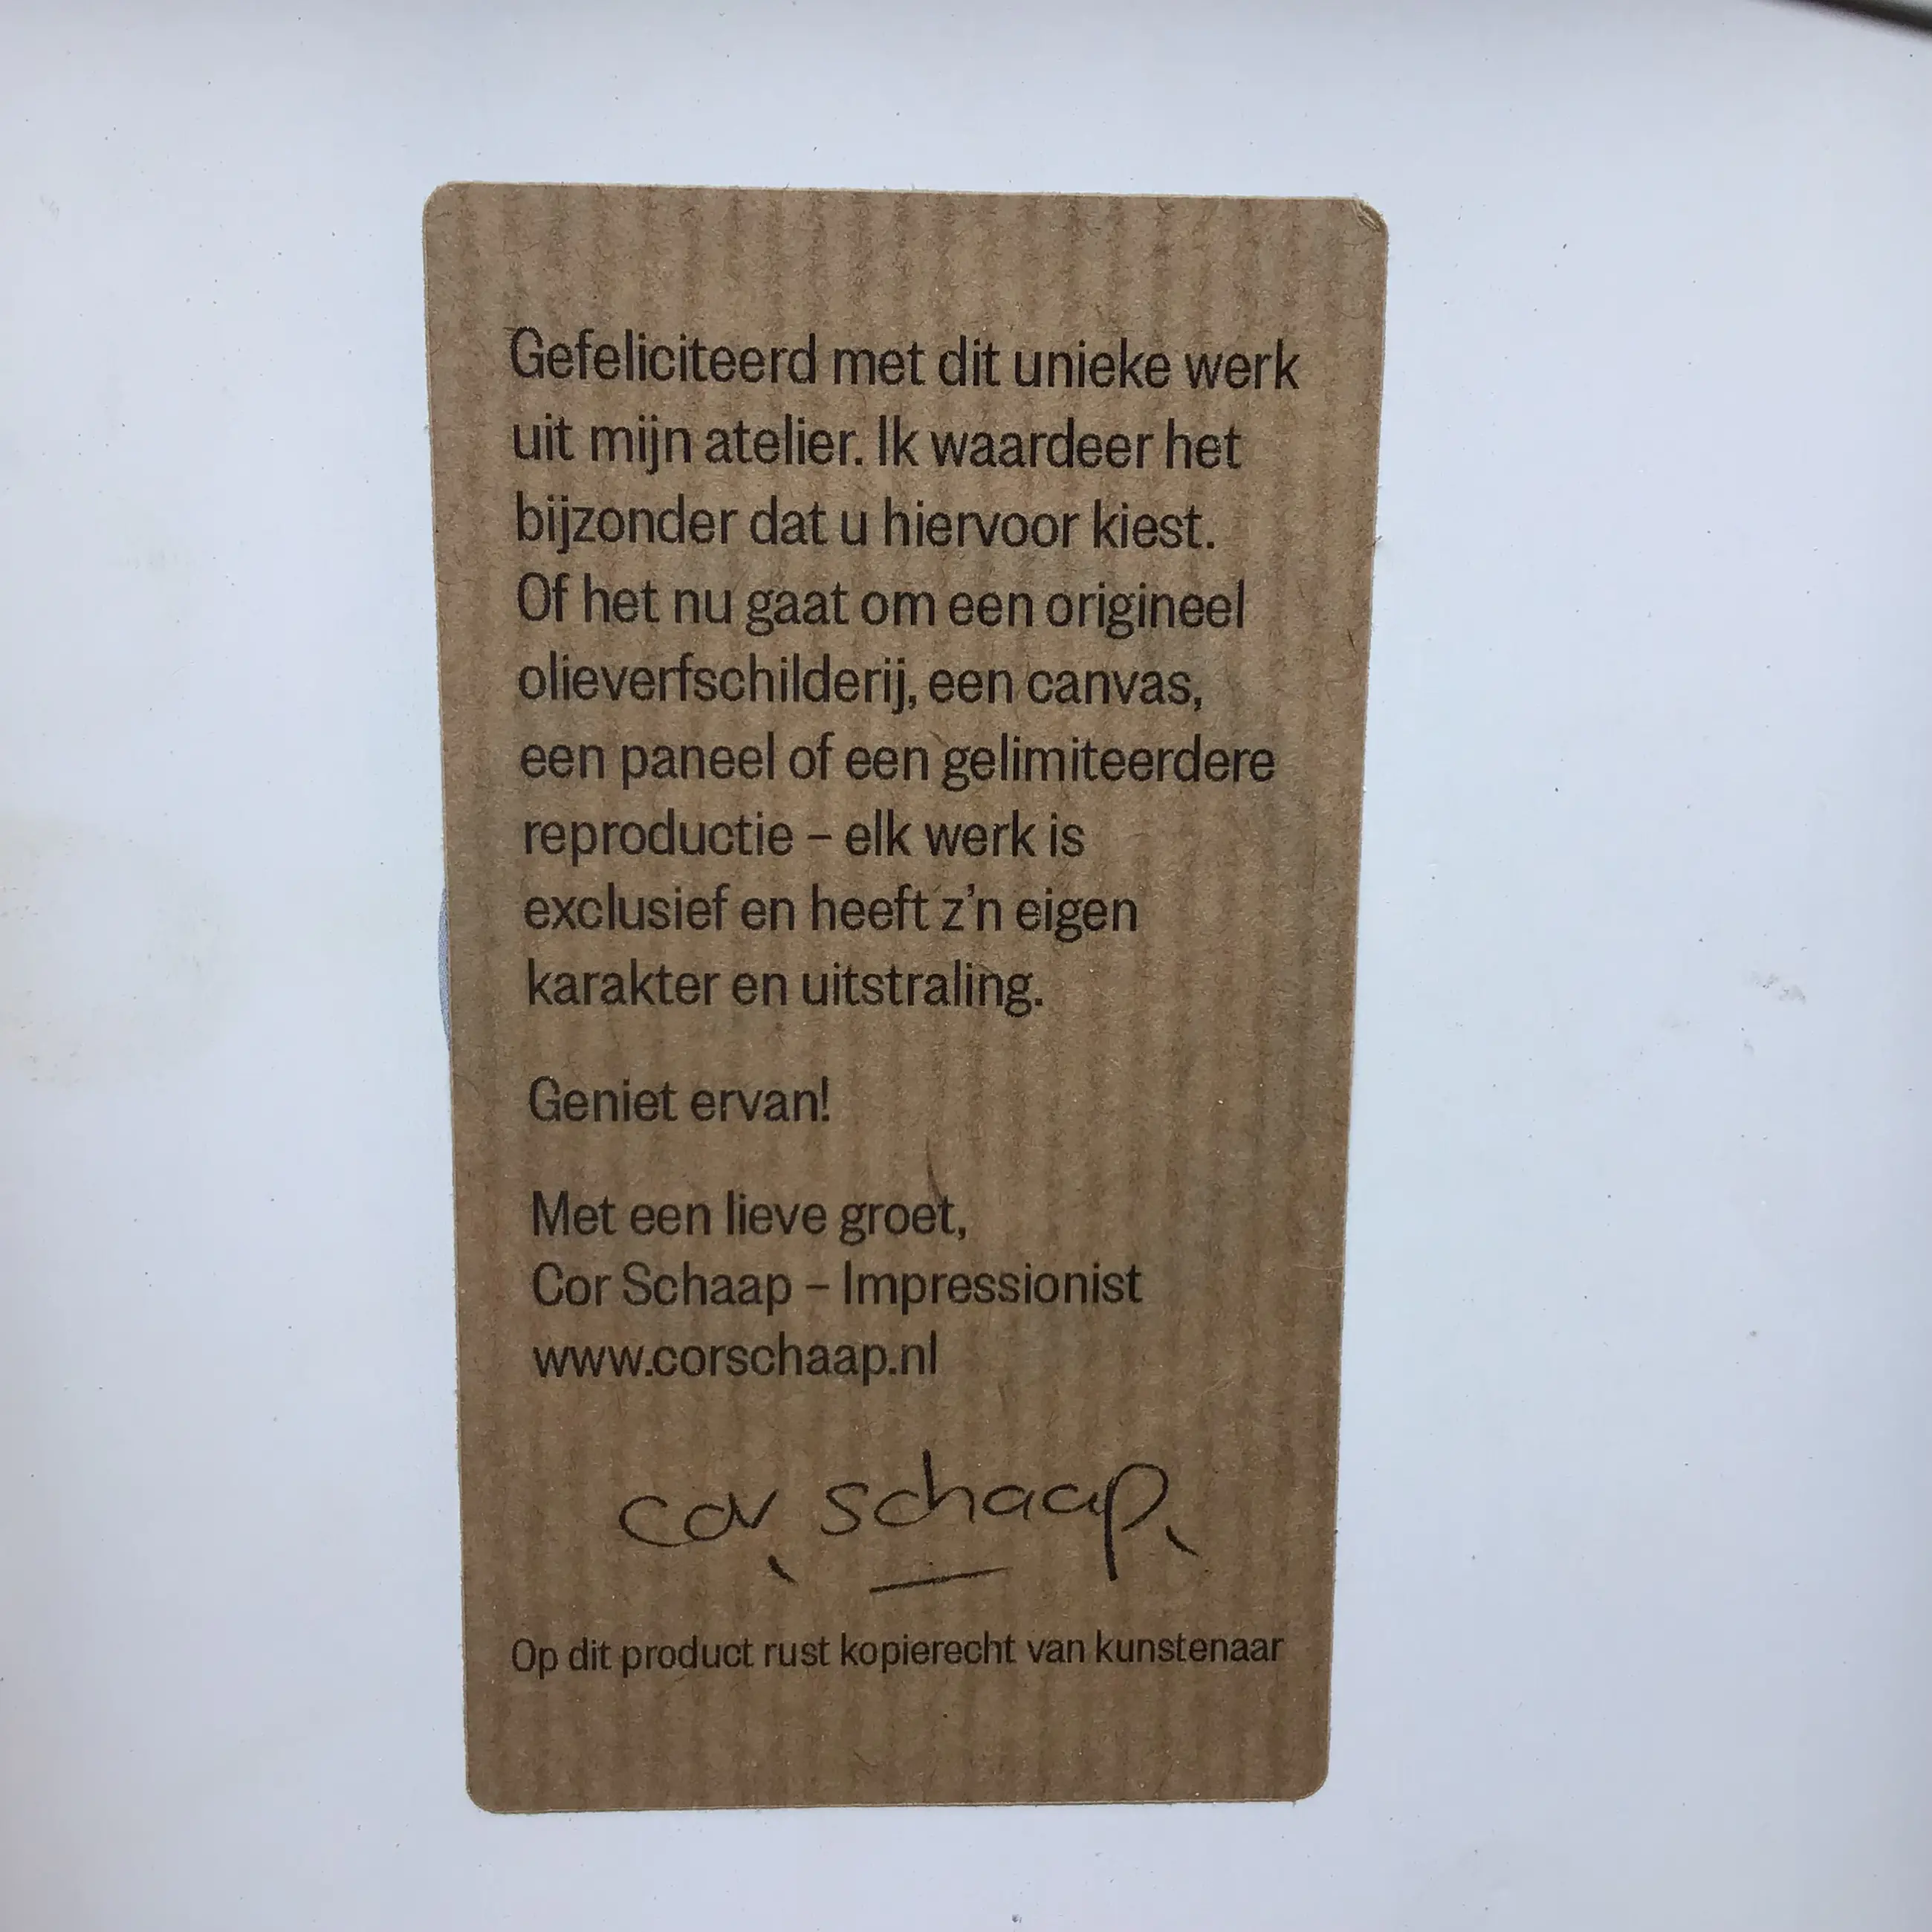 Gefeliciteerd met dit unieke werk
uit mijn atelier. Ik waardeer het
bijzonder dat u hiervoor kiest.
Of het nu gaat om een origineel
olieverfschilderij, een canvas,
een paneel of een gelimiteerdere
reproductie – elk werk is
exclusief en heeft z'n eigen
karakter en uitstraling.
Geniet ervan!
Met een lieve groet,
Cor Schaap – Impressionist
www.corschaap.nl
cor schaap
Op dit product rust kopierecht van kunstenaar